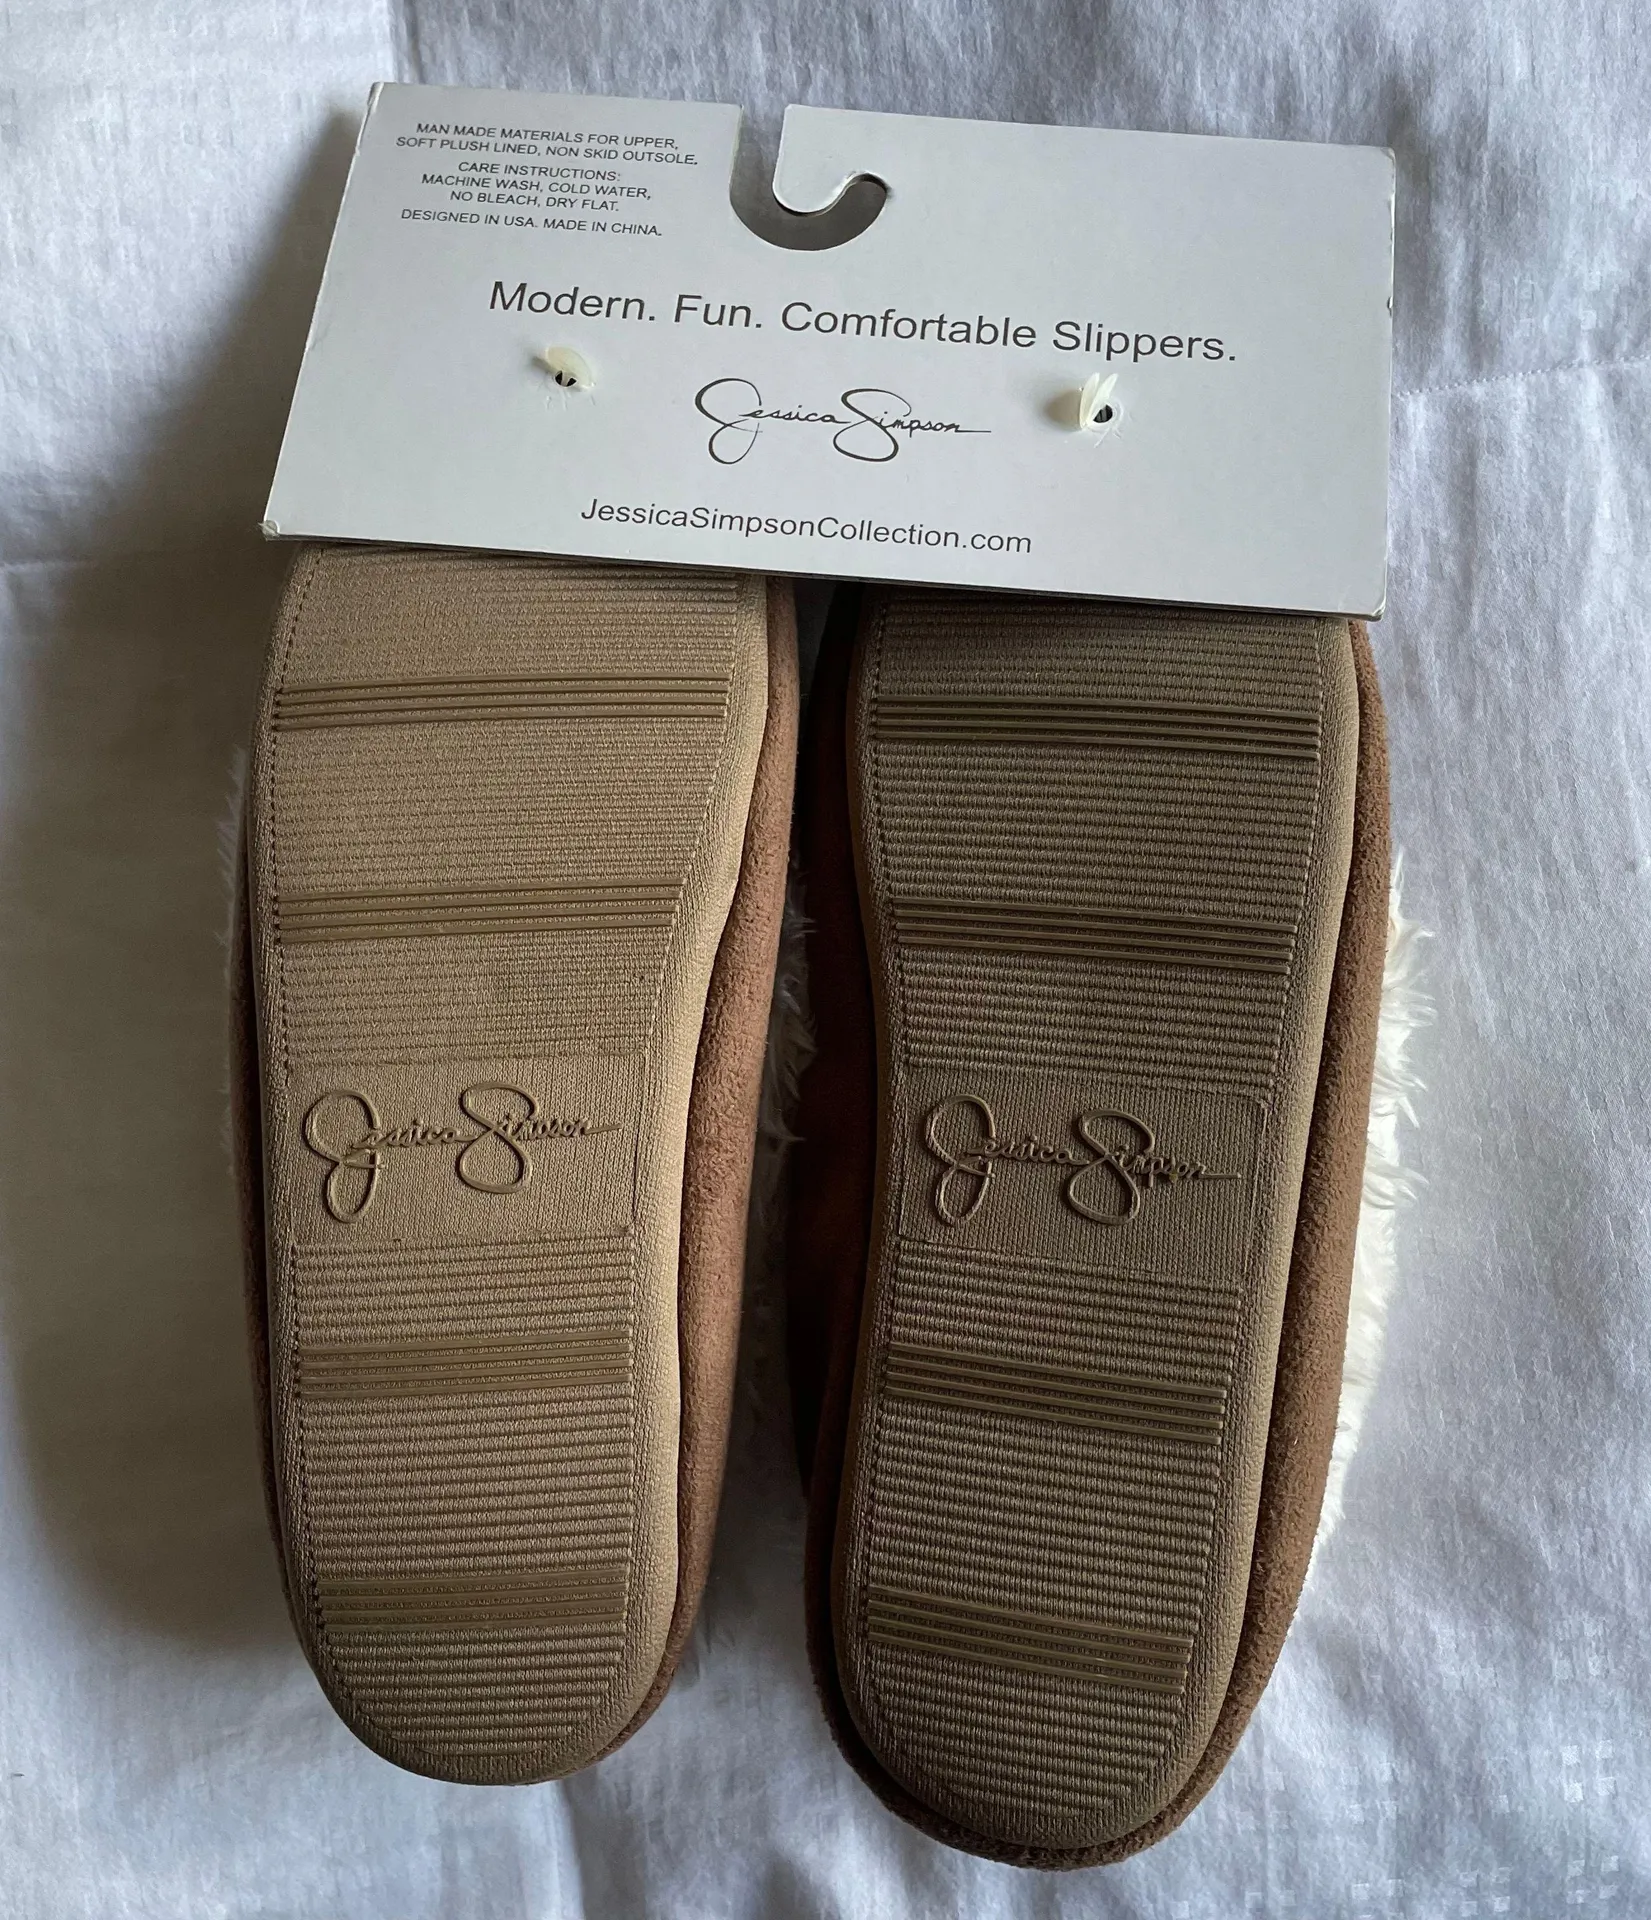 MAN MADE MATERIALS FOR UPPER,
SOFT PLUSH LINED, NON SKID OUTSOLE.
CARE INSTRUCTIONS:
MACHINE WASH, COLD WATER,
NO BLEACH, DRY FLAT.
DESIGNED IN USA. MADE IN CHINA.
Modern. Fun. Comfortable Slippers.
Jessica Simpson
JessicaSimpsonCollection.com
Jessica Simpson
Jessica Simpson